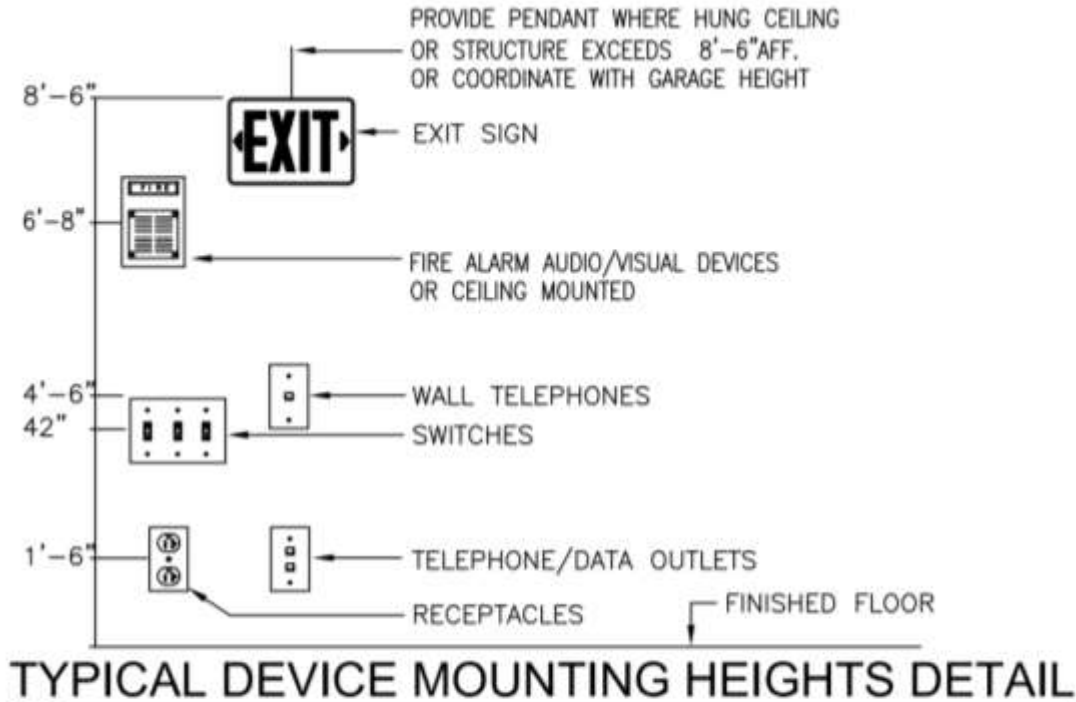 PROVIDE PENDANT WHERE HUNG CEILING
OR STRUCTURE EXCEEDS 8'-6"AFF.
OR COORDINATE WITH GARAGE HEIGHT
8'-6"
EXIT
EXIT SIGN
FIRE
6'-8"
FIRE ALARM AUDIO/VISUAL DEVICES
OR CEILING MOUNTED
4'-6"
WALL TELEPHONES
42"
SWITCHES
1'-6"
TELEPHONE/DATA OUTLETS
RECEPTACLES
FINISHED FLOOR
TYPICAL DEVICE MOUNTING HEIGHTS DETAIL